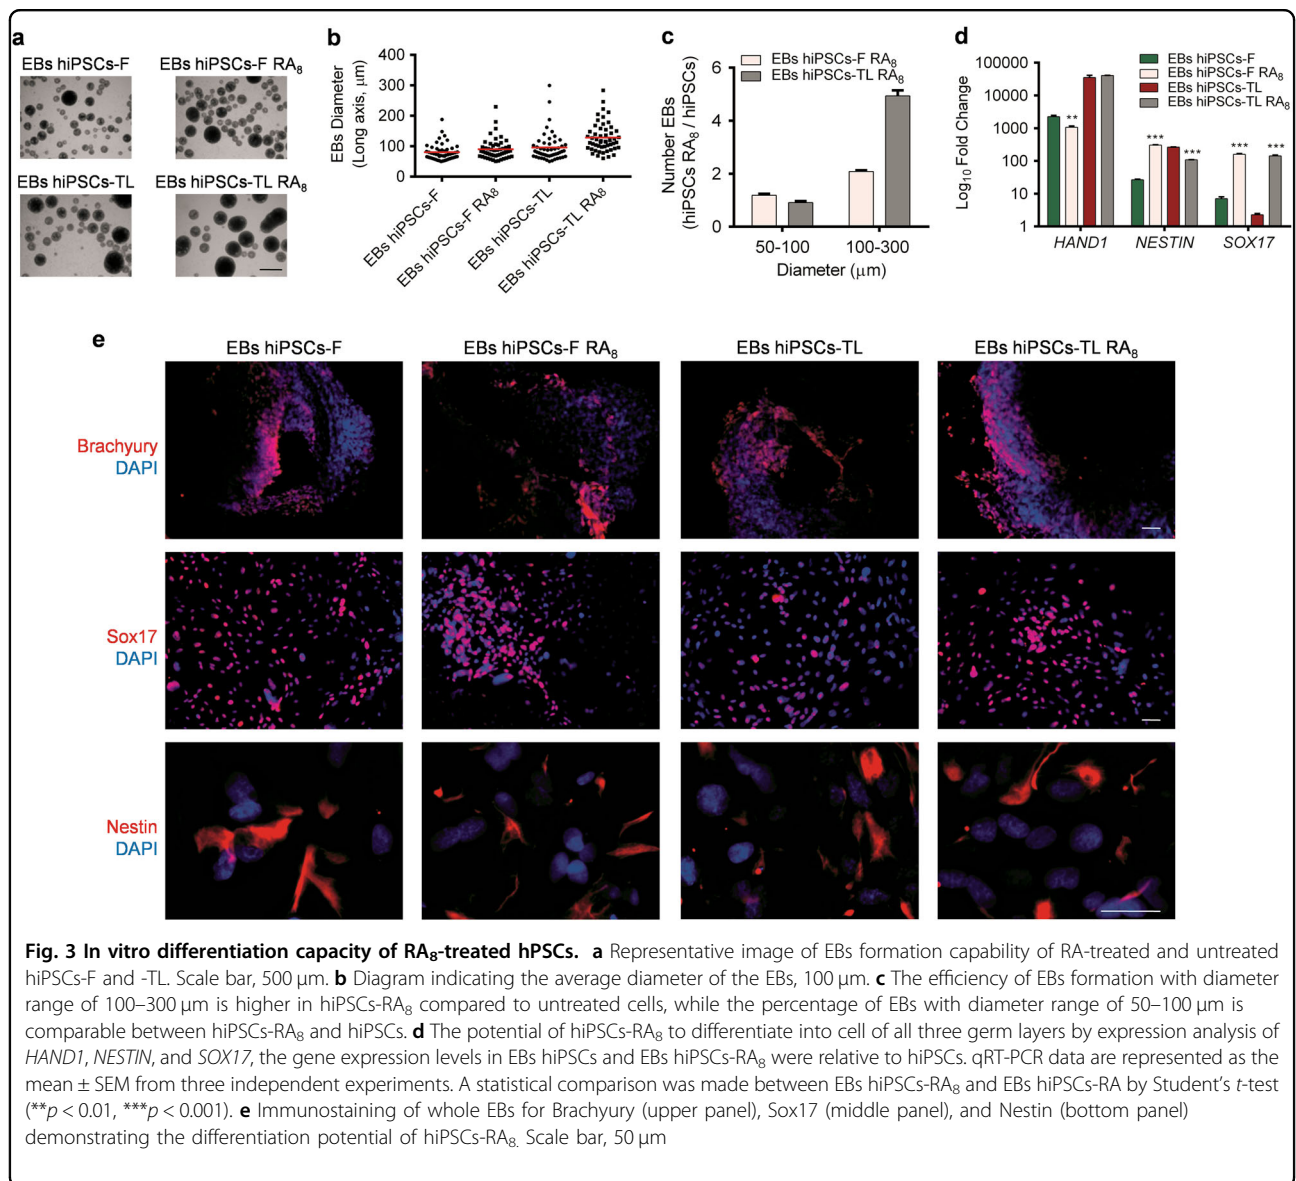 a
EBs hiPSCs-F
EBs hiPSCs-F RA8
EBs hiPSCs-TL
EBs hiPSCs-TL RA8
b
EBs Diameter
(Long axis, µm)
400
300
200
100
0
EBs hiPSCs-F
EBs hiPSCs-F RA8
EBs hiPSCs-TL
EBs hiPSCs-TL RA8
c
Number EBs
(hiPSCs RA8 / hiPSCs)
6
4
2
0
EBs hiPSCs-F RA8
EBs hiPSCs-TL RA8
50-100
100-300
Diameter (µm)
d
Log10 Fold Change
100000
10000
1000
100
10
1
EBs hiPSCs-F
EBs hiPSCs-F RA8
EBs hiPSCs-TL
EBs hiPSCs-TL RA8
**
***
***
***
***
HAND1
NESTIN
SOX17
e
EBs hiPSCs-F
EBs hiPSCs-F RA8
EBs hiPSCs-TL
EBs hiPSCs-TL RA8
Brachyury
DAPI
Sox17
DAPI
Nestin
DAPI
Fig. 3 In vitro differentiation capacity of RA8-treated hPSCs. a Representative image of EBs formation capability of RA-treated and untreated
hiPSCs-F and -TL. Scale bar, 500 µm. b Diagram indicating the average diameter of the EBs, 100 µm. c The efficiency of EBs formation with diameter
range of 100–300 µm is higher in hiPSCs-RA8 compared to untreated cells, while the percentage of EBs with diameter range of 50–100 µm is
comparable between hiPSCs-RA8 and hiPSCs. d The potential of hiPSCs-RA8 to differentiate into cell of all three germ layers by expression analysis of
HAND1, NESTIN, and SOX17, the gene expression levels in EBs hiPSCs and EBs hiPSCs-RA8 were relative to hiPSCs. qRT-PCR data are represented as the
mean ± SEM from three independent experiments. A statistical comparison was made between EBs hiPSCs-RA8 and EBs hiPSCs-RA by Student's t-test
(**p < 0.01, ***p < 0.001). e Immunostaining of whole EBs for Brachyury (upper panel), Sox17 (middle panel), and Nestin (bottom panel)
demonstrating the differentiation potential of hiPSCs-RA8. Scale bar, 50 µm